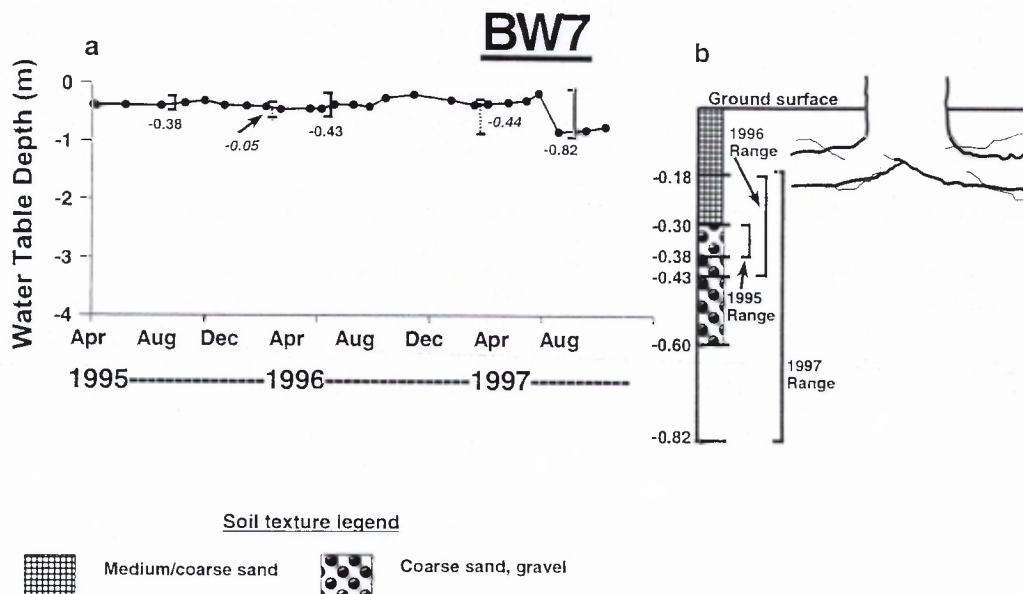 BW7
a
Water Table Depth (m)
0
-1
-2
-3
-4
-0.38
-0.05
-0.43
-0.44
-0.82
Apr Aug Dec Apr Aug Dec Apr Aug
1995 1996 1997
b
Ground surface
1996
Range
-0.18
-0.30
-0.38
-0.43
1995
Range
-0.60
1997
Range
-0.82
Soil texture legend
Medium/coarse sand
Coarse sand, gravel